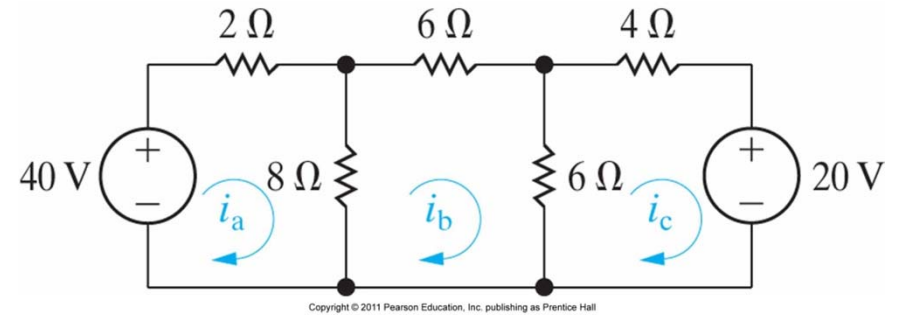 2 Ω 6 Ω 4 Ω
40 V + − 8 Ω 6 Ω + − 20 V
ia ib ic
Copyright © 2011 Pearson Education, Inc. publishing as Prentice Hall